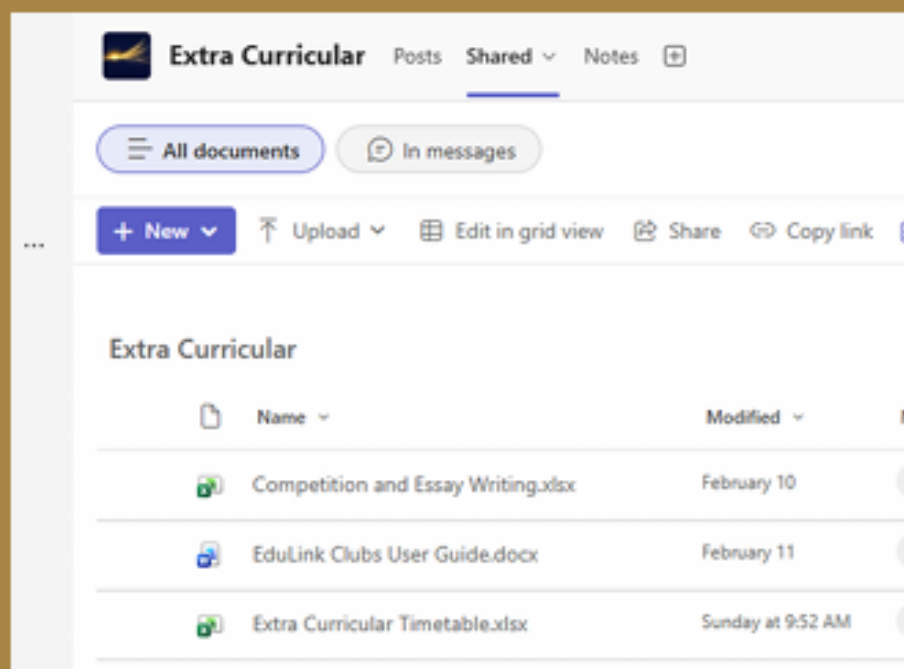 Extra Curricular Posts Shared Notes
All documents In messages
... + New Upload Edit in grid view Share Copy link
Extra Curricular
Name Modified
Competition and Essay Writing.xlsx February 10
EduLink Clubs User Guide.docx February 11
Extra Curricular Timetable.xlsx Sunday at 9:52 AM